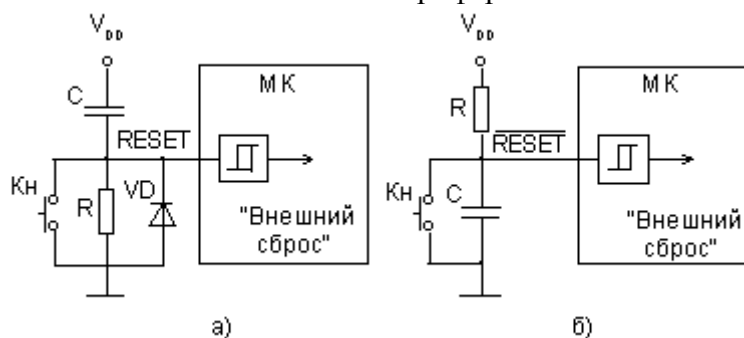 V_DD
C
RESET
Кн
R
VD
МК
"Внешний
сброс"
а)
V_DD
R
RESET
Кн
C
МК
"Внешний
сброс"
б)